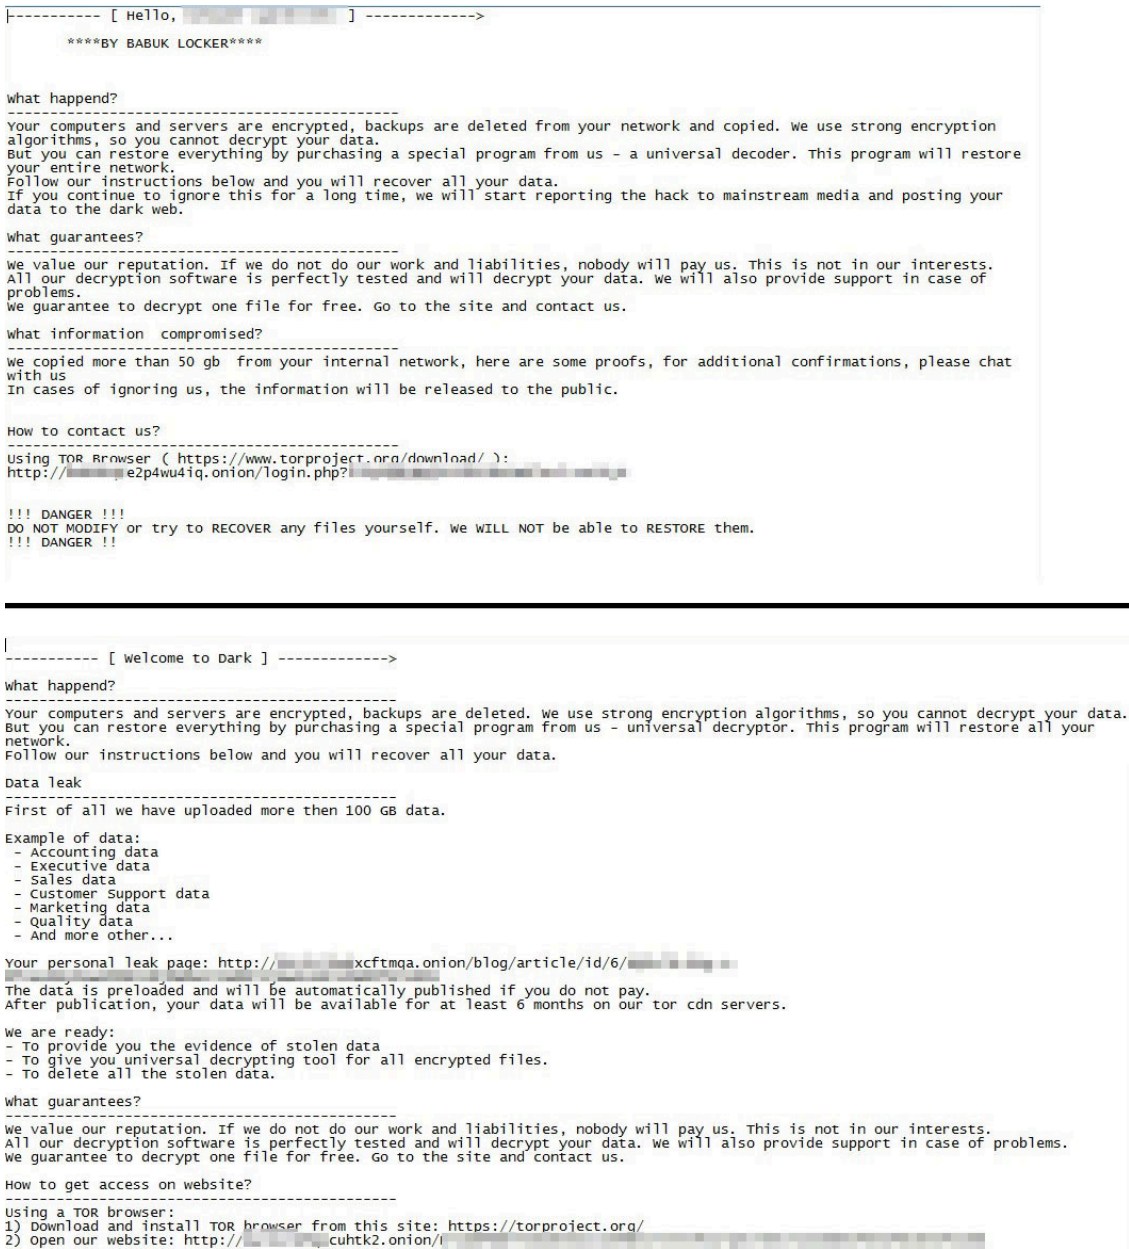 ----------- [ Hello, ] ------------->
****BY BABUK LOCKER****
What happend?
----------------------------------------------
Your computers and servers are encrypted, backups are deleted from your network and copied. We use strong encryption
algorithms, so you cannot decrypt your data.
But you can restore everything by purchasing a special program from us - a universal decoder. This program will restore
your entire network.
Follow our instructions below and you will recover all your data.
If you continue to ignore this for a long time, we will start reporting the hack to mainstream media and posting your
data to the dark web.
What guarantees?
----------------------------------------------
We value our reputation. If we do not do our work and liabilities, nobody will pay us. This is not in our interests.
All our decryption software is perfectly tested and will decrypt your data. We will also provide support in case of
problems.
We guarantee to decrypt one file for free. Go to the site and contact us.
What information  compromised?
----------------------------------------------
We copied more than 50 gb  from your internal network, here are some proofs, for additional confirmations, please chat
with us
In cases of ignoring us, the information will be released to the public.
How to contact us?
----------------------------------------------
Using TOR Browser ( https://www.torproject.org/download/ ):
http:// e2p4wu4iq.onion/login.php?
!!! DANGER !!!
DO NOT MODIFY or try to RECOVER any files yourself. We WILL NOT be able to RESTORE them.
!!! DANGER !!
----------- [ Welcome to Dark ] ------------->
What happend?
----------------------------------------------
Your computers and servers are encrypted, backups are deleted. We use strong encryption algorithms, so you cannot decrypt your data.
But you can restore everything by purchasing a special program from us - universal decryptor. This program will restore all your
network.
Follow our instructions below and you will recover all your data.
Data leak
----------------------------------------------
First of all we have uploaded more then 100 GB data.
Example of data:
- Accounting data
- Executive data
- Sales data
- Customer Support data
- Marketing data
- Quality data
- And more other...
Your personal leak page: http:// xcftmqa.onion/blog/article/id/6/
The data is preloaded and will be automatically published if you do not pay.
After publication, your data will be available for at least 6 months on our tor cdn servers.
We are ready:
- To provide you the evidence of stolen data
- To give you universal decrypting tool for all encrypted files.
- To delete all the stolen data.
What guarantees?
----------------------------------------------
We value our reputation. If we do not do our work and liabilities, nobody will pay us. This is not in our interests.
All our decryption software is perfectly tested and will decrypt your data. We will also provide support in case of problems.
We guarantee to decrypt one file for free. Go to the site and contact us.
How to get access on website?
----------------------------------------------
Using a TOR browser:
1) Download and install TOR browser from this site: https://torproject.org/
2) Open our website: http:// cuhtk2.onion/